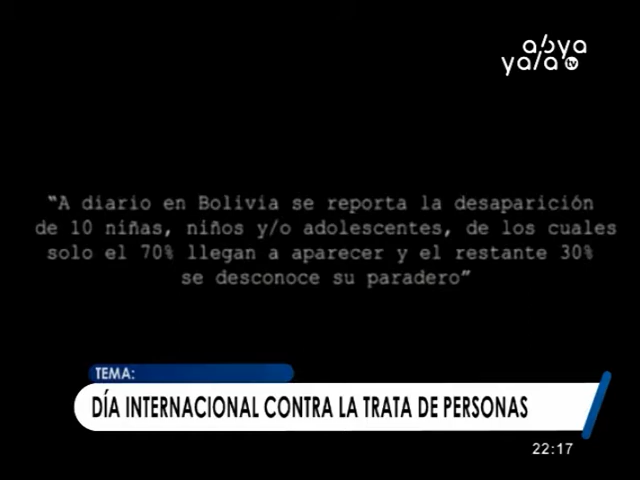 abya
yala tv
"A diario en Bolivia se reporta la desaparición
de 10 niñas, niños y/o adolescentes, de los cuales
solo el 70% llegan a aparecer y el restante 30%
se desconoce su paradero"
TEMA:
DÍA INTERNACIONAL CONTRA LA TRATA DE PERSONAS
22:17